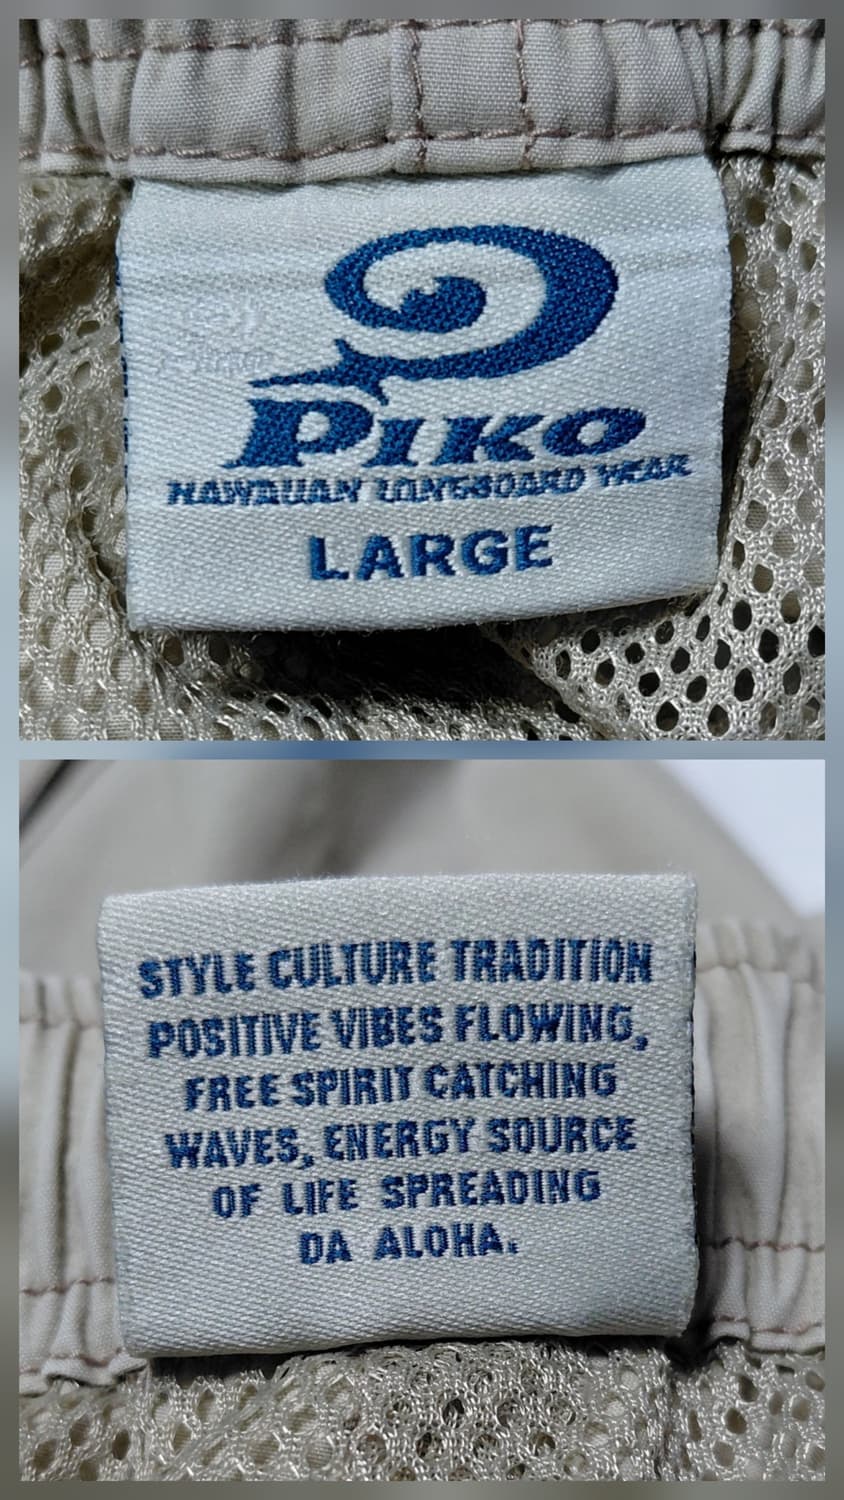 PIKO
HAWAIIAN LONGBOARD WEAR
LARGE
STYLE CULTURE TRADITION
POSITIVE VIBES FLOWING,
FREE SPIRIT CATCHING
WAVES, ENERGY SOURCE
OF LIFE SPREADING
DA ALOHA.